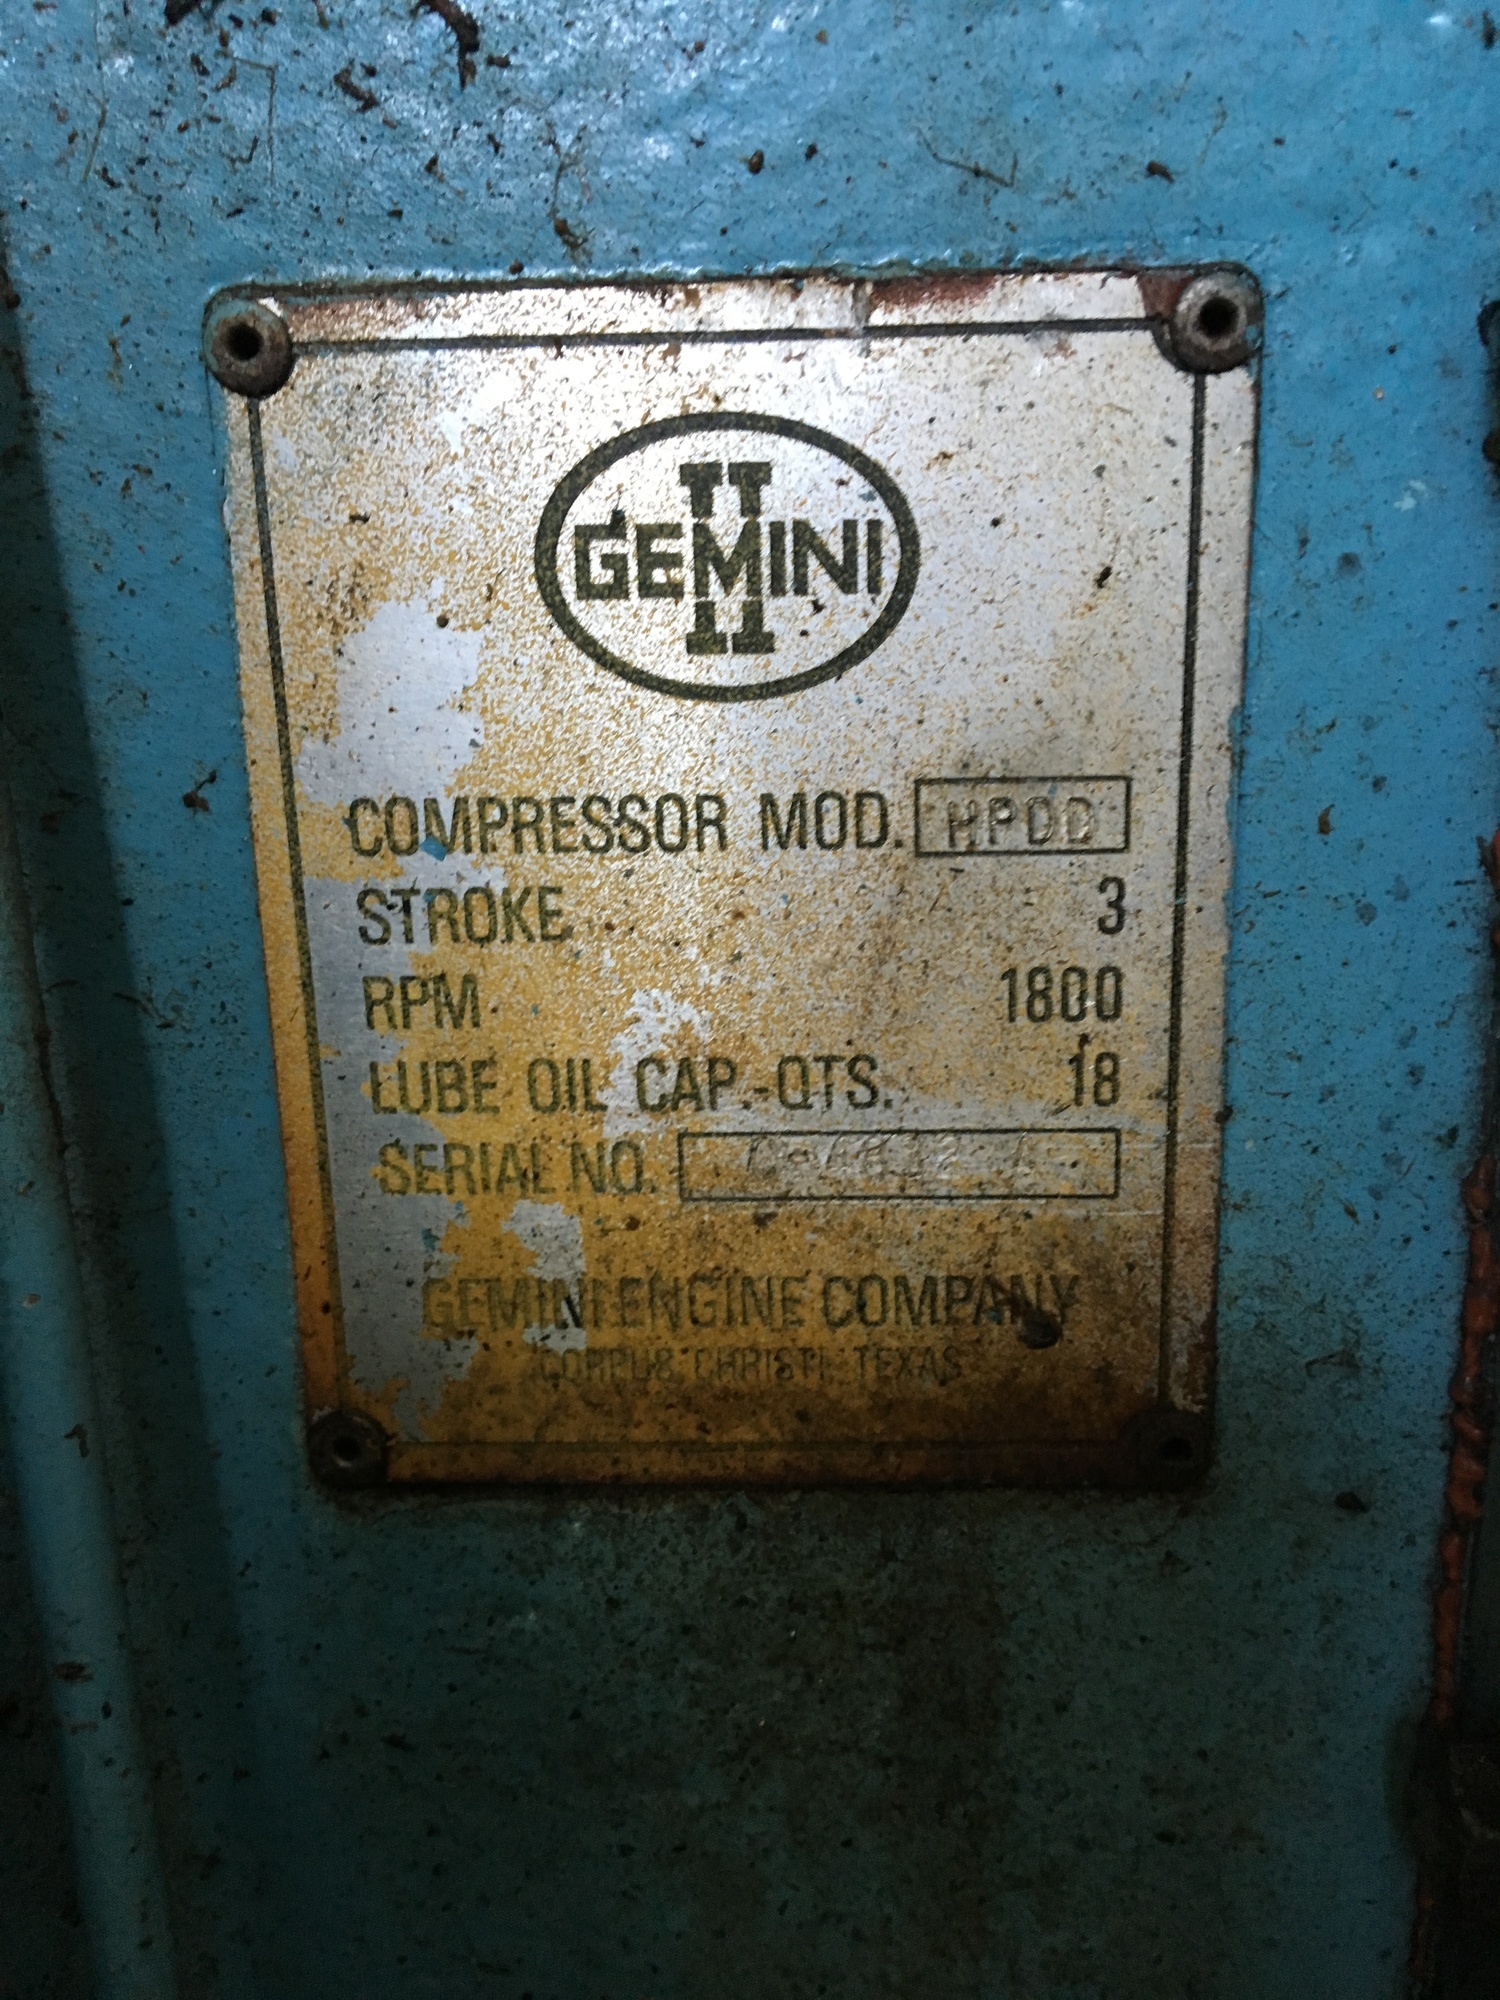 GEMINI II
COMPRESSOR MOD. HPDD
STROKE 3
RPM 1800
LUBE OIL CAP.-QTS. 18
SERIAL NO.
GEMINI ENGINE COMPANY
CORPUS CHRISTI, TEXAS